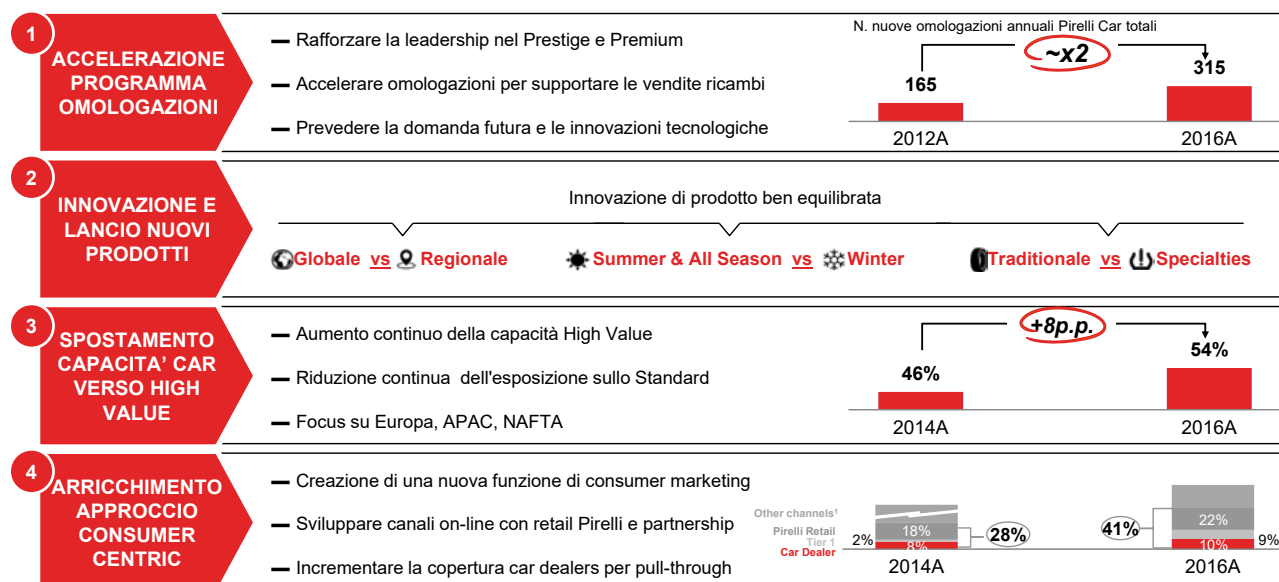 1
ACCELERAZIONE
PROGRAMMA
OMOLOGAZIONI
— Rafforzare la leadership nel Prestige e Premium
— Accelerare omologazioni per supportare le vendite ricambi
— Prevedere la domanda futura e le innovazioni tecnologiche
N. nuove omologazioni annuali Pirelli Car totali
~x2
165
315
2012A
2016A
2
INNOVAZIONE E
LANCIO NUOVI
PRODOTTI
Innovazione di prodotto ben equilibrata
Globale vs Regionale
Summer & All Season vs Winter
Traditionale vs Specialties
3
SPOSTAMENTO
CAPACITA' CAR
VERSO HIGH
VALUE
— Aumento continuo della capacità High Value
— Riduzione continua dell'esposizione sullo Standard
— Focus su Europa, APAC, NAFTA
+8p.p.
46%
54%
2014A
2016A
4
ARRICCHIMENTO
APPROCCIO
CONSUMER
CENTRIC
— Creazione di una nuova funzione di consumer marketing
— Sviluppare canali on-line con retail Pirelli e partnership
— Incrementare la copertura car dealers per pull-through
Other channels¹
Pirelli Retail
Tier 1
Car Dealer
2%
18%
8%
28%
41%
22%
10%
9%
2014A
2016A